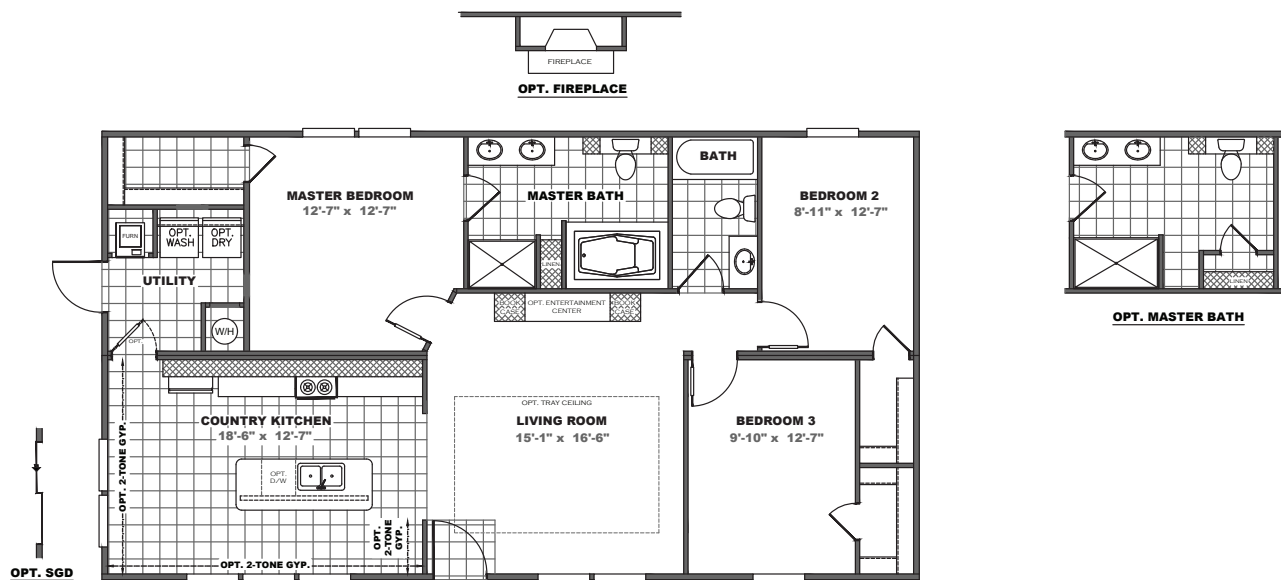 FIREPLACE
OPT. FIREPLACE
MASTER BEDROOM
12'-7" x 12'-7"
MASTER BATH
BATH
BEDROOM 2
8'-11" x 12'-7"
FURN
OPT.
WASH
OPT.
DRY
UTILITY
LINEN
W/H
OPT.
BOOK
CASE
OPT. ENTERTAINMENT
CENTER
BOOK
CASE
COUNTRY KITCHEN
18'-6" x 12'-7"
OPT.
D/W
OPT. TRAY CEILING
LIVING ROOM
15'-1" x 16'-6"
BEDROOM 3
9'-10" x 12'-7"
OPT. 2-TONE GYP.
OPT. 2-TONE GYP.
OPT.
2-TONE
GYP.
OPT. SGD
LINEN
OPT. MASTER BATH